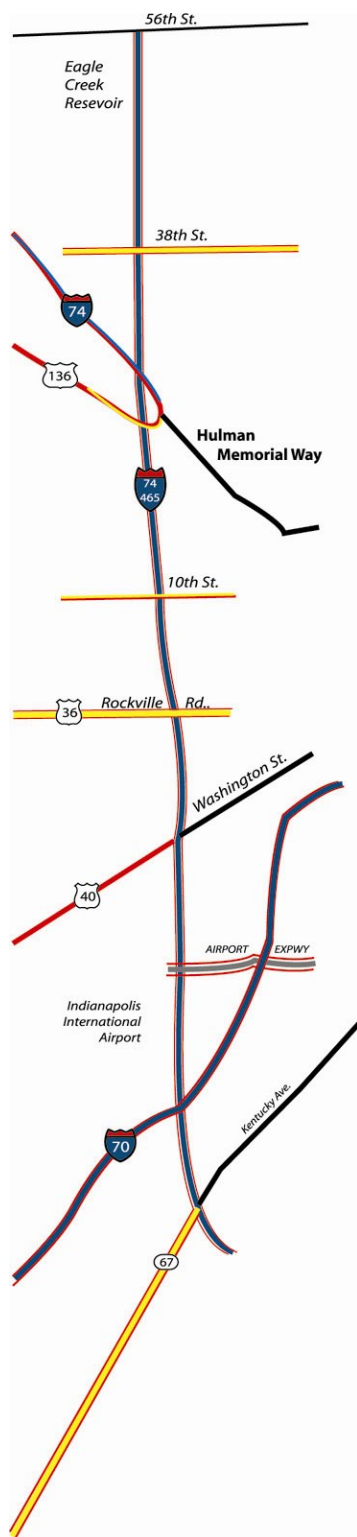 56th St.
Eagle
Creek
Resevoir
38th St.
74
136
Hulman
Memorial Way
74
465
10th St.
36
Rockville Rd..
Washington St.
40
AIRPORT EXPWY
Indianapolis
International
Airport
Kentucky Ave.
70
67